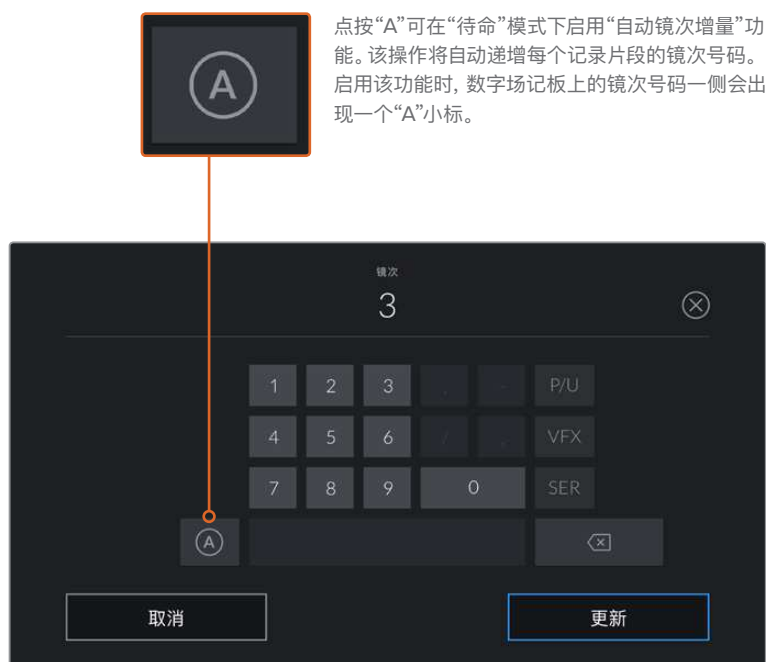 A
点按“A”可在“待命”模式下启用“自动镜次增量”功
能。该操作将自动递增每个记录片段的镜次号码。
启用该功能时，数字场记板上的镜次号码一侧会出
现一个“A”小标。
镜次
3
1 2 3 - P/U
4 5 6 / VFX
7 8 9 0 SER
A
取消 更新